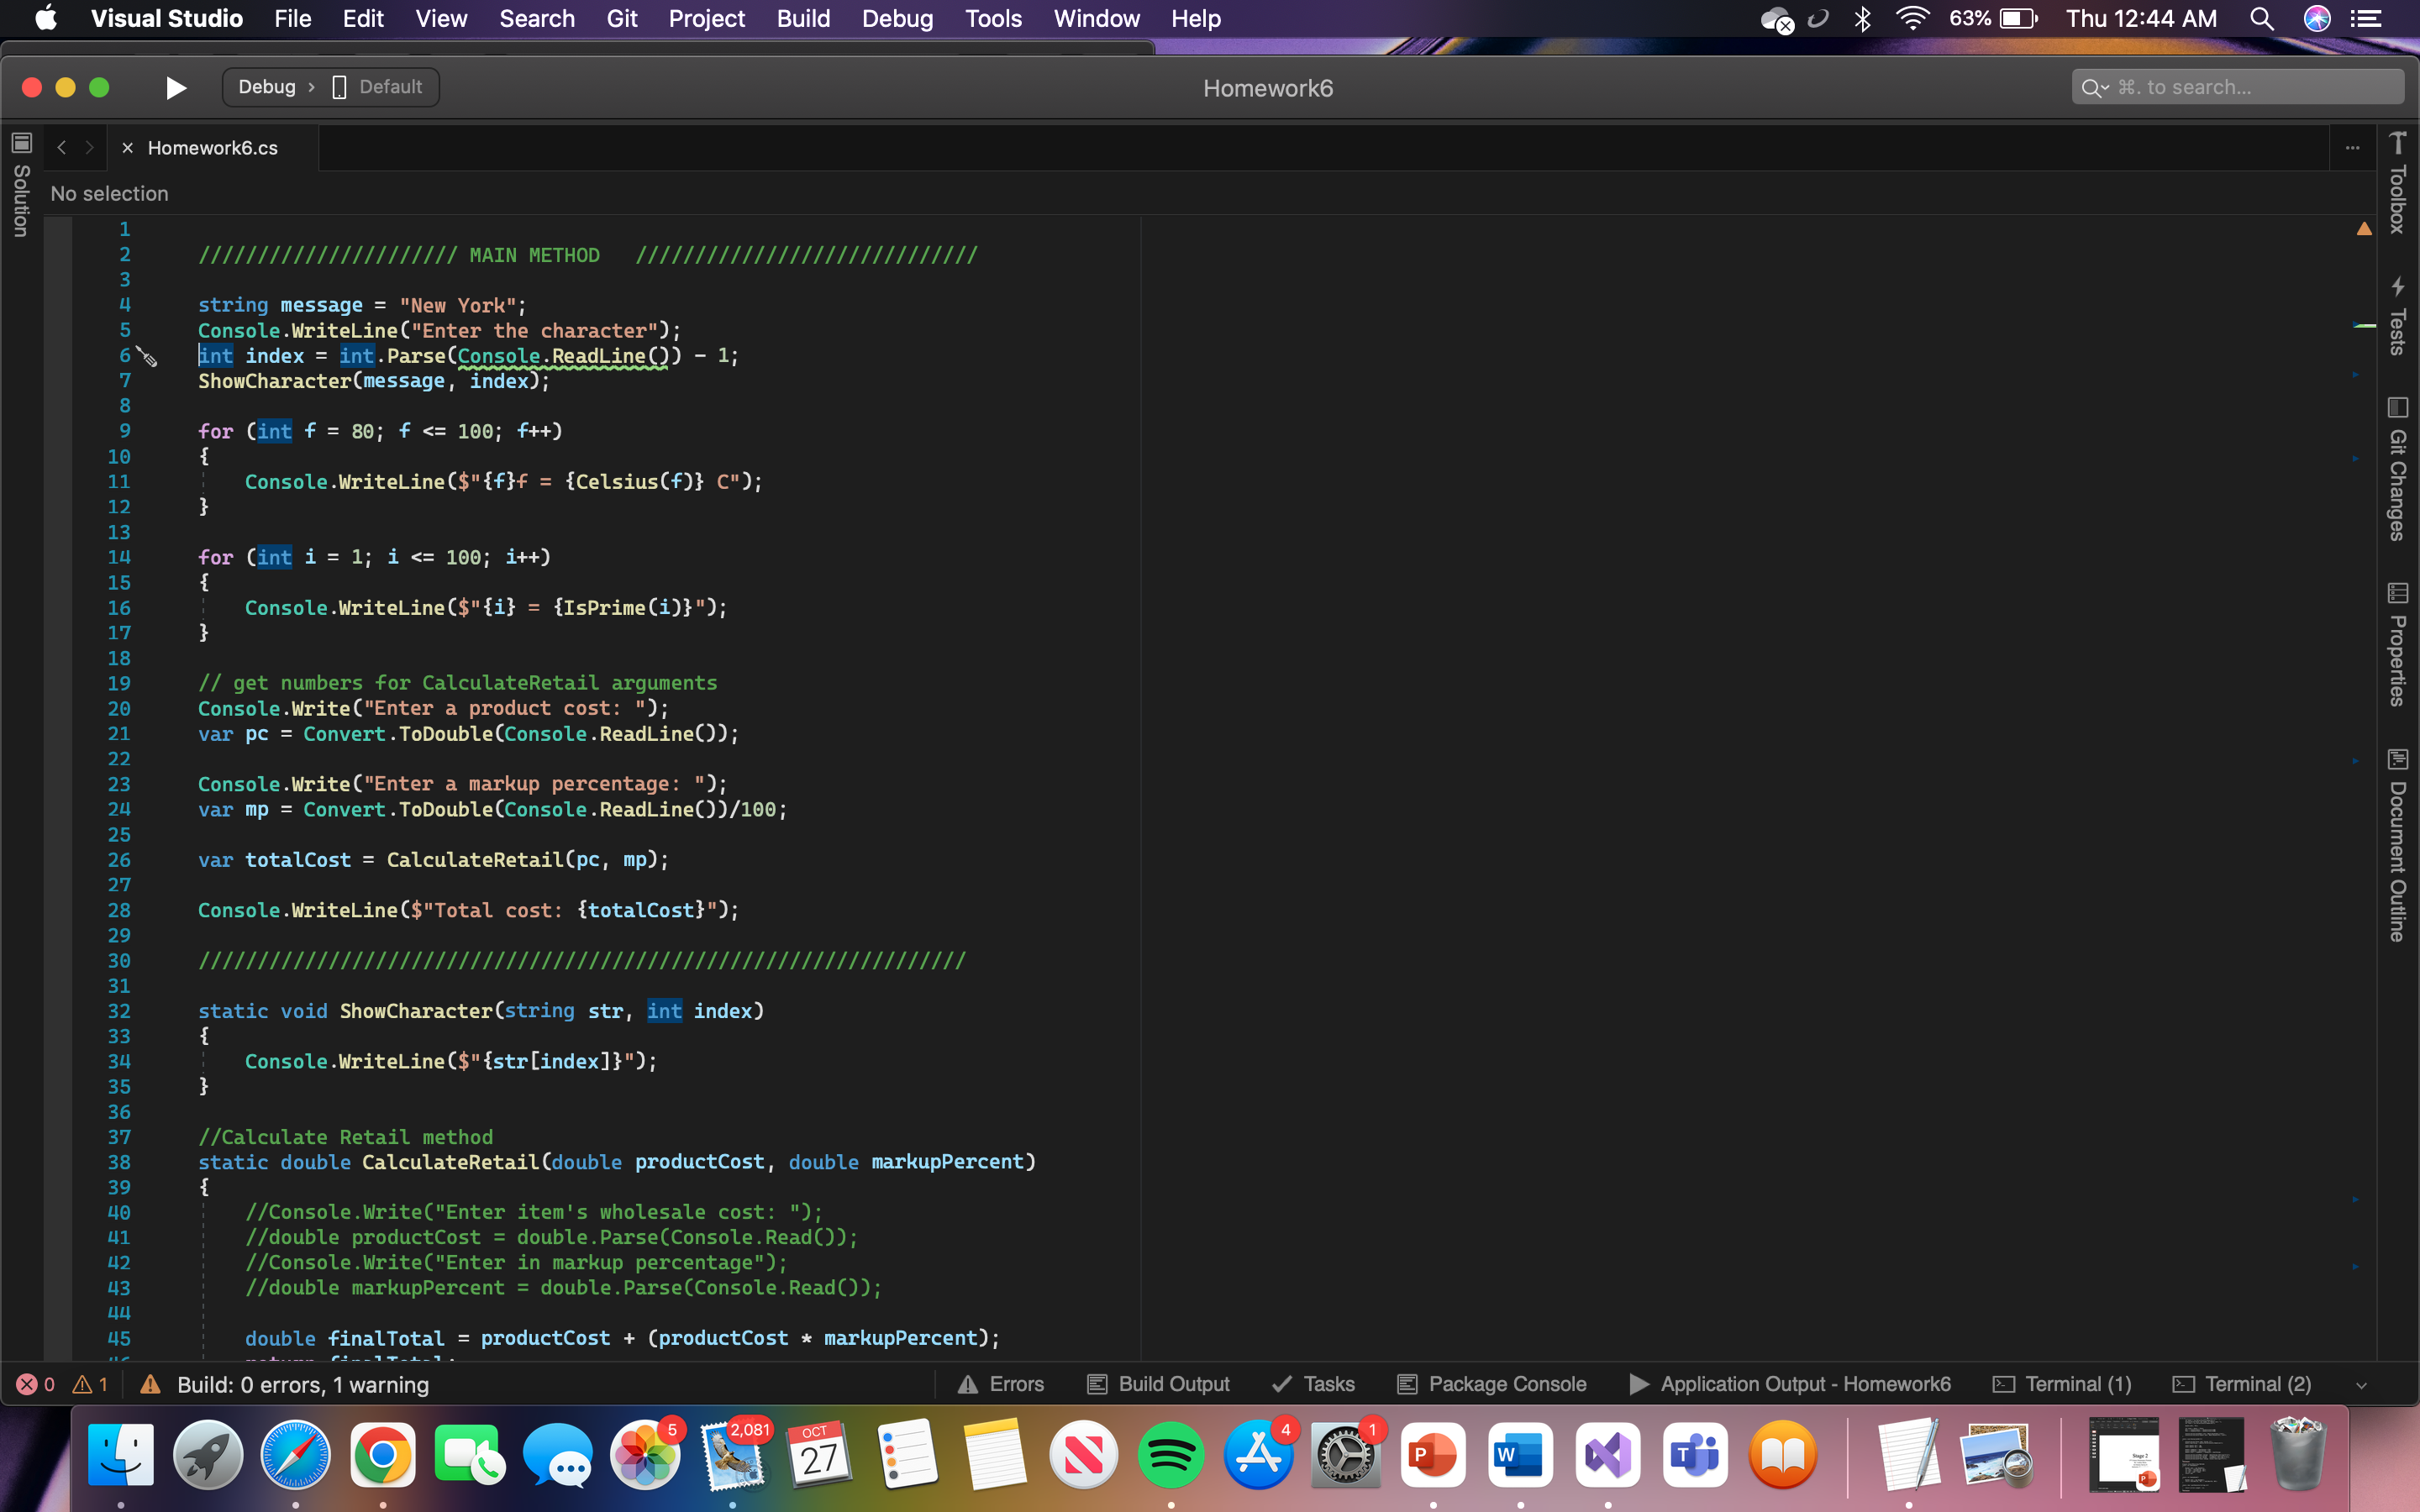 Visual Studio File Edit View Search Git Project Build Debug Tools Window Help 63% Thu 12:44 AM
Debug › Default Homework6 ⌘. to search...
Homework6.cs
No selection
Solution
Toolbox
Tests
Git Changes
Properties
Document Outline
1
2 ////////////////////// MAIN METHOD /////////////////////////////
3
4 string message = "New York";
5 Console.WriteLine("Enter the character");
6 int index = int.Parse(Console.ReadLine()) - 1;
7 ShowCharacter(message, index);
8
9 for (int f = 80; f <= 100; f++)
10 {
11 Console.WriteLine($"{f}f = {Celsius(f)} C");
12 }
13
14 for (int i = 1; i <= 100; i++)
15 {
16 Console.WriteLine($"{i} = {IsPrime(i)}");
17 }
18
19 // get numbers for CalculateRetail arguments
20 Console.Write("Enter a product cost: ");
21 var pc = Convert.ToDouble(Console.ReadLine());
22
23 Console.Write("Enter a markup percentage: ");
24 var mp = Convert.ToDouble(Console.ReadLine())/100;
25
26 var totalCost = CalculateRetail(pc, mp);
27
28 Console.WriteLine($"Total cost: {totalCost}");
29
30 /////////////////////////////////////////////////////////////////
31
32 static void ShowCharacter(string str, int index)
33 {
34 Console.WriteLine($"{str[index]}");
35 }
36
37 //Calculate Retail method
38 static double CalculateRetail(double productCost, double markupPercent)
39 {
40 //Console.Write("Enter item's wholesale cost: ");
41 //double productCost = double.Parse(Console.Read());
42 //Console.Write("Enter in markup percentage");
43 //double markupPercent = double.Parse(Console.Read());
44
45 double finalTotal = productCost + (productCost * markupPercent);
46 return finalTotal;
0 1 Build: 0 errors, 1 warning Errors Build Output Tasks Package Console Application Output - Homework6 Terminal (1) Terminal (2)
5 2,081 OCT 27 4 1 P W T
Stage 2